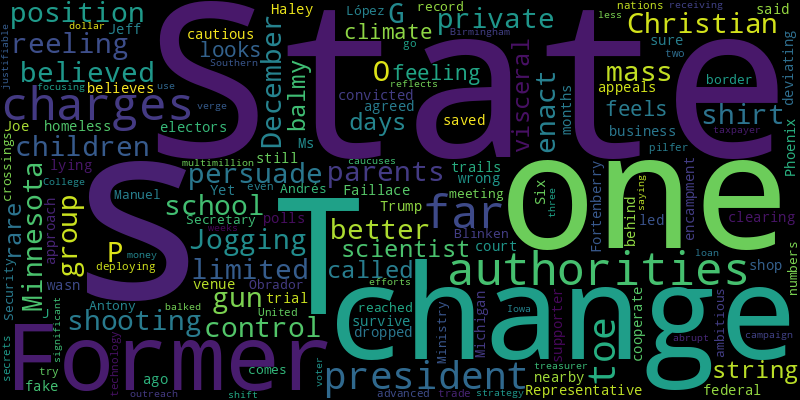 State
S
T
one
change
Former
far
authorities
president
charges
position
reeling
believed
children
cautious
looks
believes
dollar
Haley
December
balmy
López
G
record
private
climate
go
Birmingham
O
feeling
reflects
convicted
agreed
days
saved
visceral
enact
months
less
nations
receiving
Christian
said
sure
two
mass
appeals
border
feels
shirt
business
pilfer
taxpayer
deviating
justifiable
Jeff
Southern
focusing
use
verge
Joe
homeless
electors
crossings
lying
College
multimillion
still
Ms
persuade
parents
caucuses
trails
wrong
Yet
even
Andrés
Faillace
meeting
Manuel
school
Secretary
polls
Trump
weeks
better
Blinken
court
scientist
Minnesota
group
approach
rare
Security
wasn
P
deploying
money
Jogging
limited
Obrador
called
venue
gun
trial
efforts
Antony
balked
United
reached
survive
dropped
Ministry
Michigan
Iowa
supporter
shooting
control
J
significant
secrets
try
fake
technology
ago
outreach
comes
shift
voter
advanced
trade
strategy
treasurer
nearby
Representative
toe
cooperate
ambitious
abrupt
campaign
string
federal
loan
shop
numbers
Six
three
saying
behind
led
Fortenberry
encampment
clearing
Phoenix